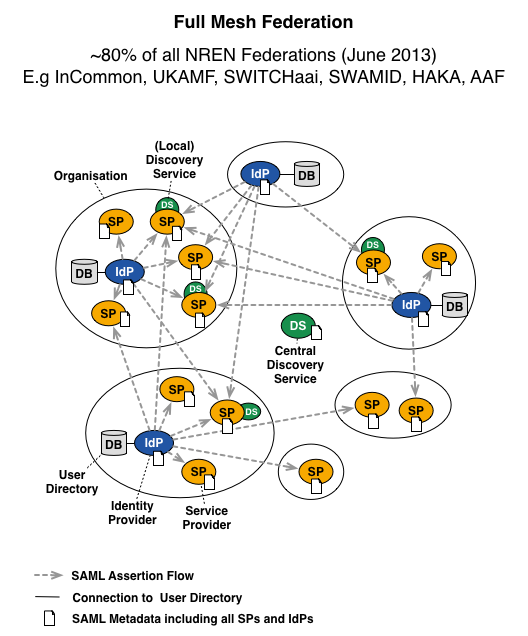 Full Mesh Federation
~80% of all NREN Federations (June 2013)
E.g InCommon, UKAMF, SWITCHaai, SWAMID, HAKA, AAF
(Local)
Discovery
Service
Organisation
IdP
DB
DS
SP
SP
DS
SP
SP
SP
DB
IdP
DS
SP
SP
IdP
DB
DS
Central
Discovery
Service
SP
SP
DS
SP
SP
DB
IdP
SP
SP
User
Directory
Identity
Provider
Service
Provider
SAML Assertion Flow
Connection to User Directory
SAML Metadata including all SPs and IdPs